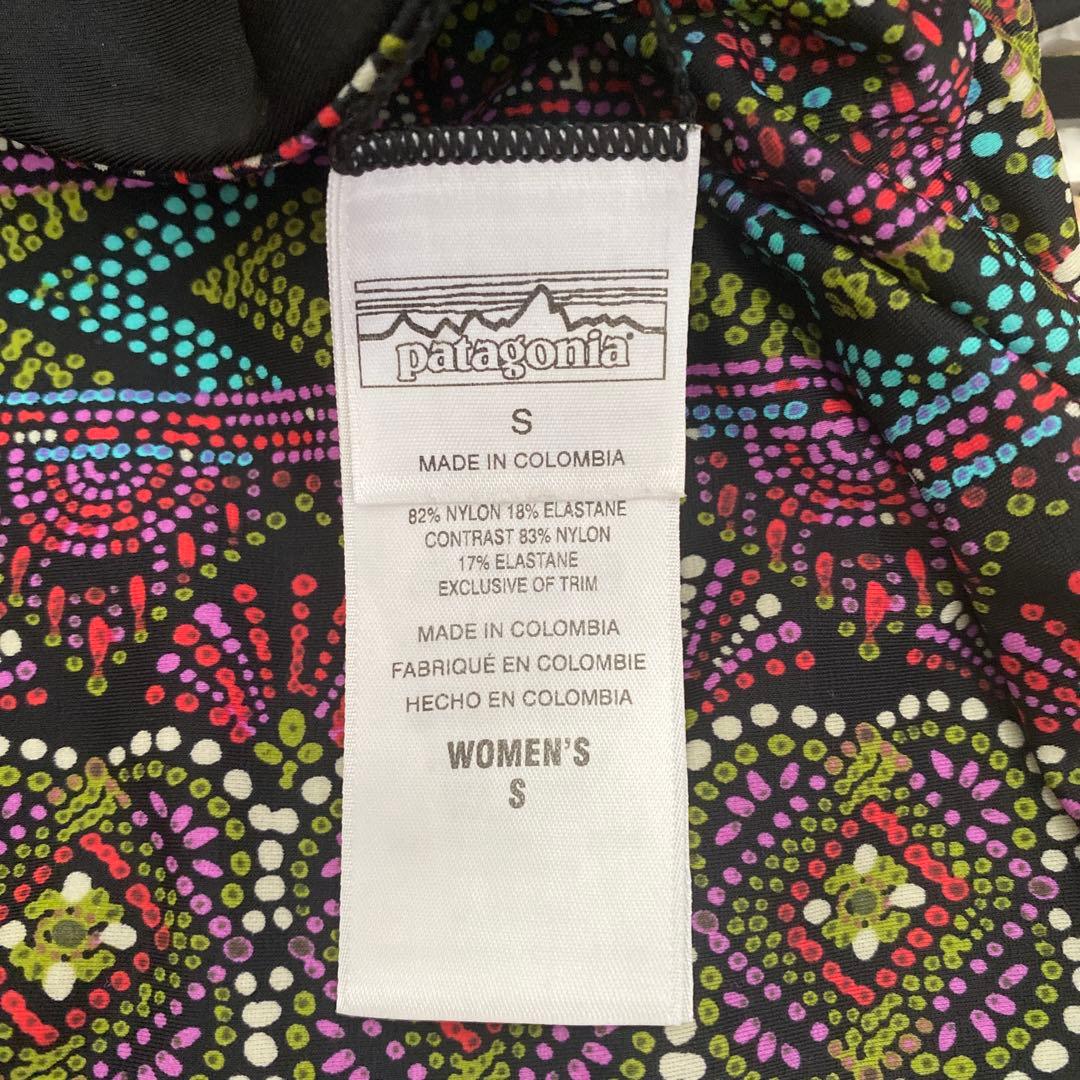 patagonia
S
MADE IN COLOMBIA
82% NYLON 18% ELASTANE
CONTRAST 83% NYLON
17% ELASTANE
EXCLUSIVE OF TRIM
MADE IN COLOMBIA
FABRIQUÉ EN COLOMBIE
HECHO EN COLOMBIA
WOMEN'S
S